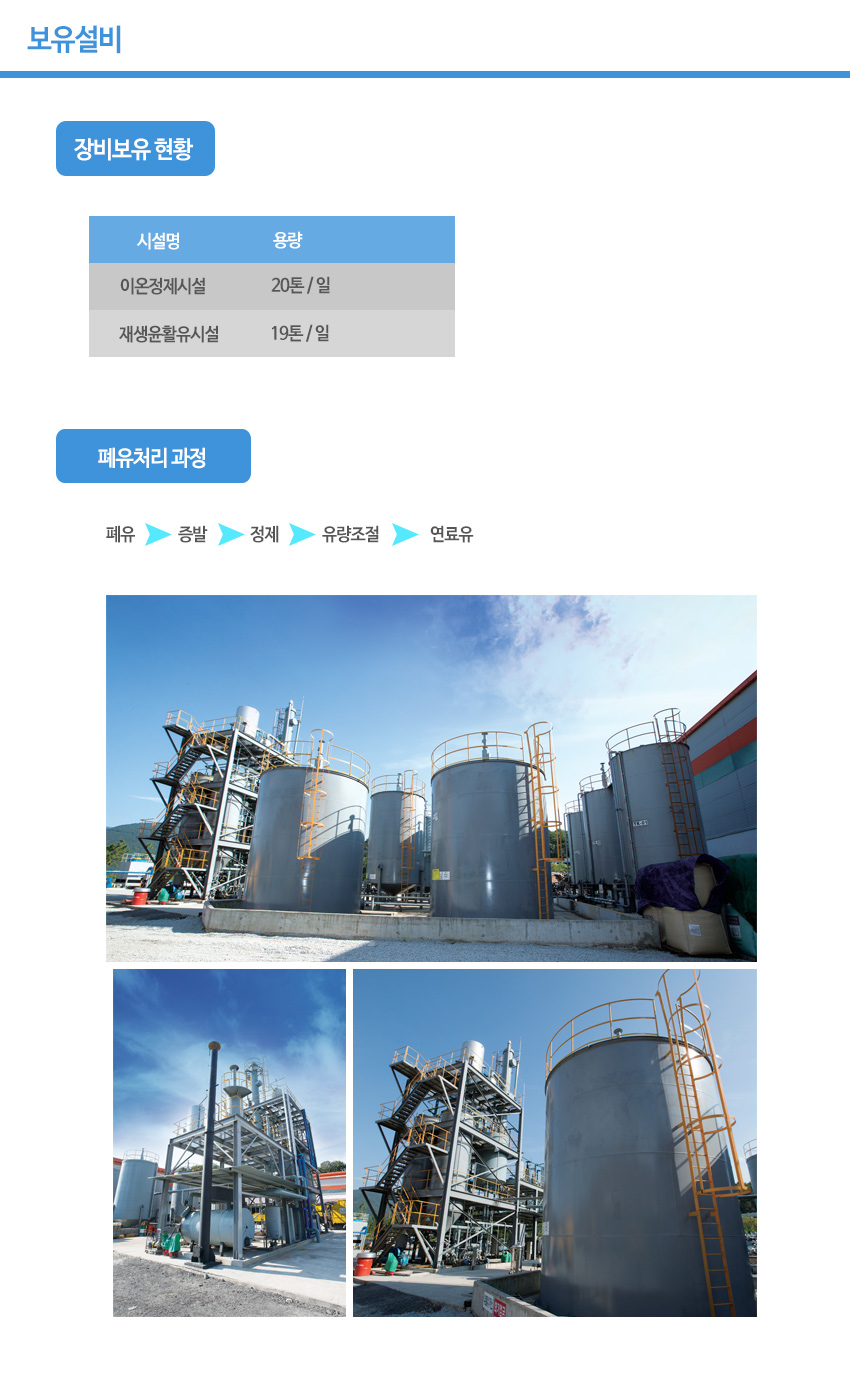 보유설비
장비보유 현황
시설명 용량
이온정제시설 20톤 / 일
재생윤활유시설 19톤 / 일
폐유처리 과정
폐유 증발 정제 유량조절 연료유